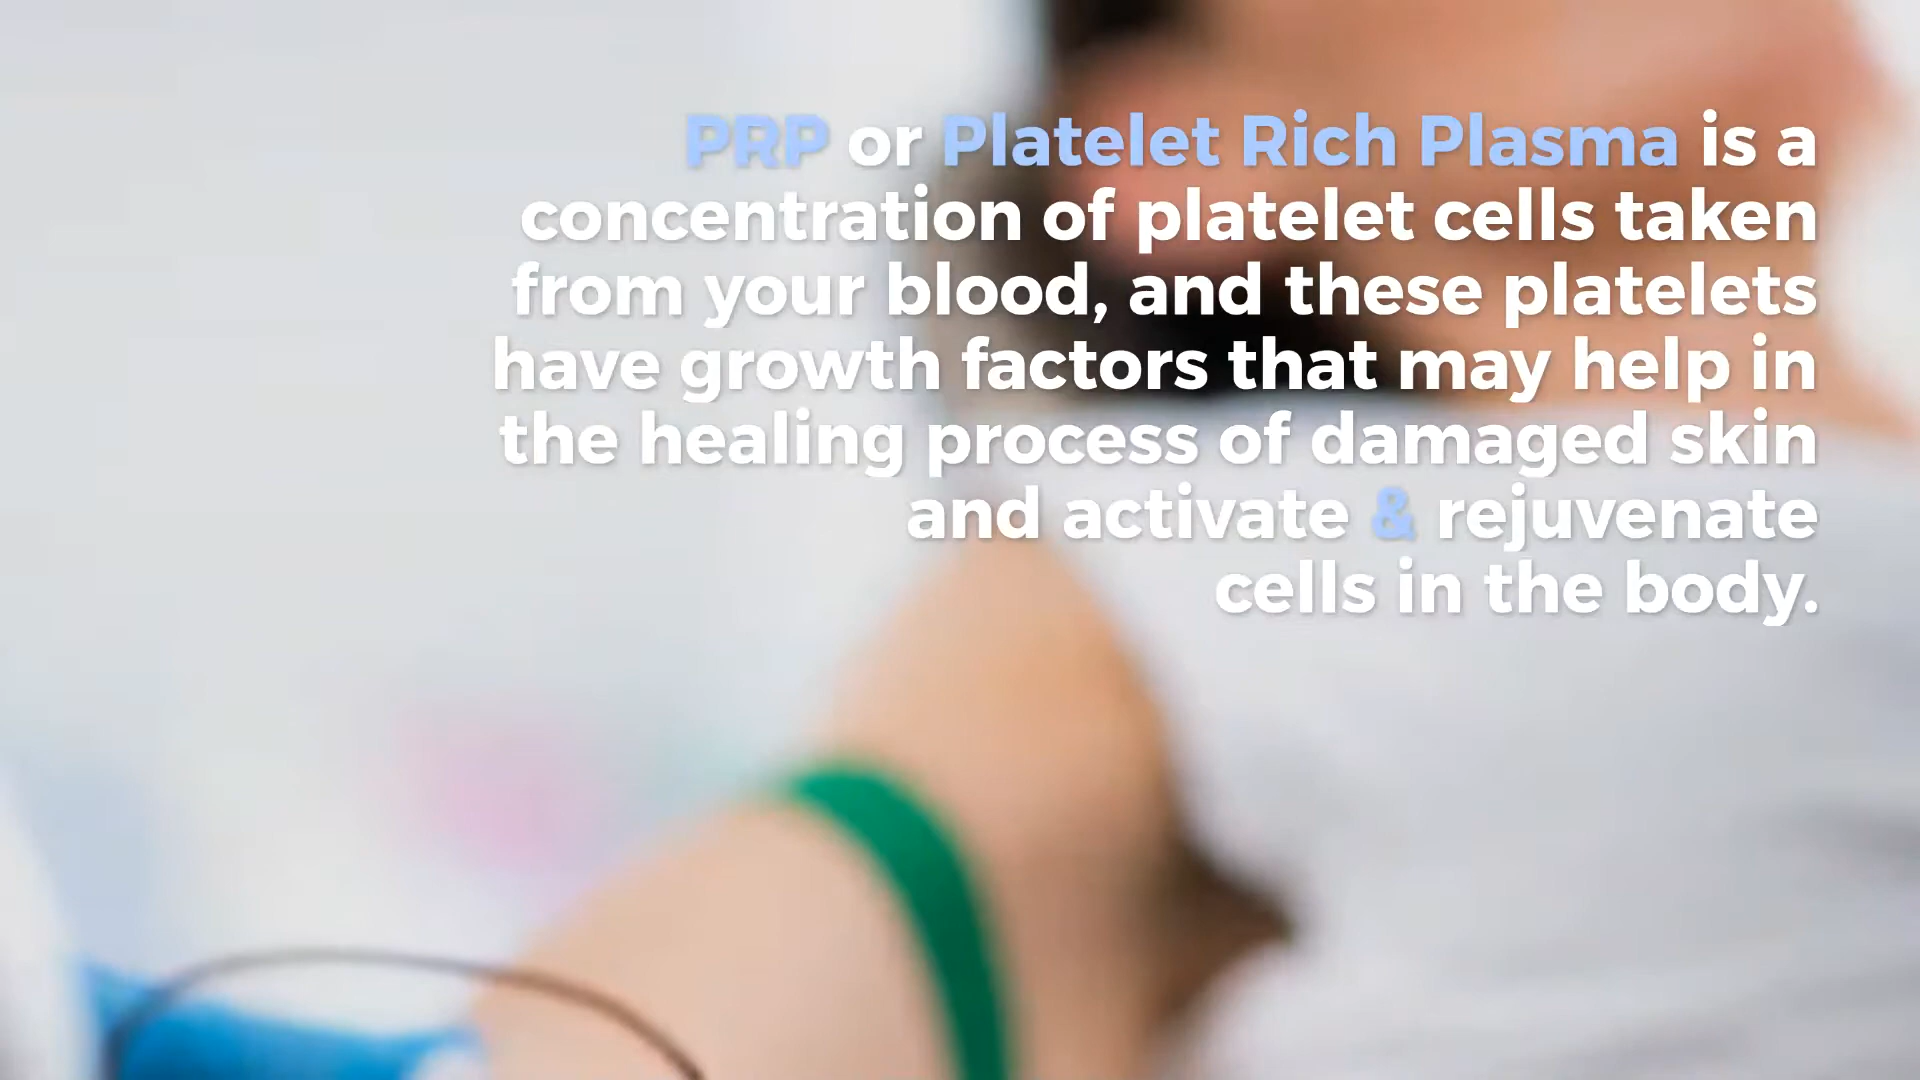 PRP or Platelet Rich Plasma is a
concentration of platelet cells taken
from your blood, and these platelets
have growth factors that may help in
the healing process of damaged skin
and activate & rejuvenate
cells in the body.